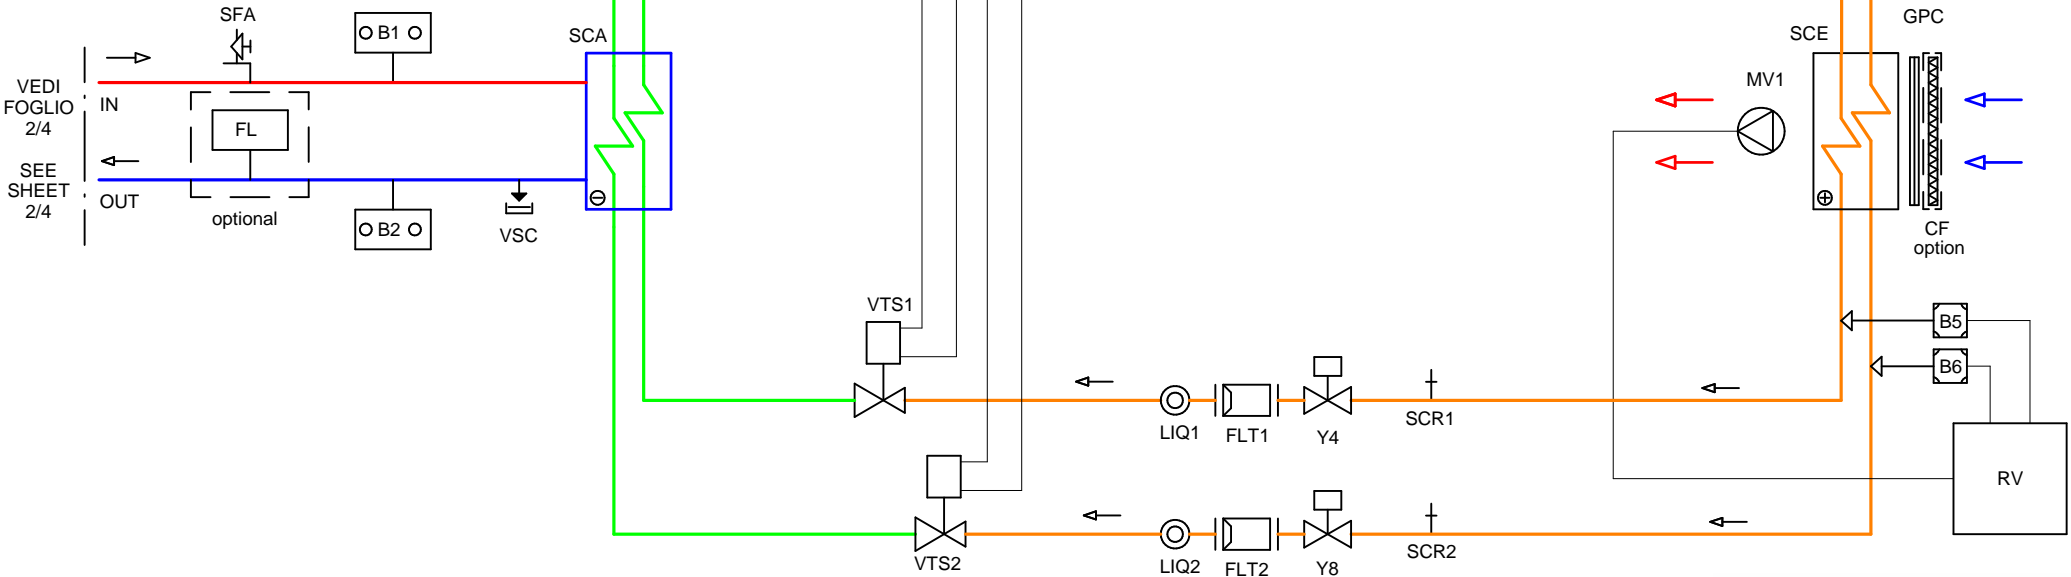 SFA
B1
SCA
GPC
SCE
MV1
VEDI
FOGLIO
2/4
IN
FL
SEE
SHEET
2/4
OUT
optional
B2
VSC
CF
option
VTS1
B5
B6
LIQ1
FLT1
Y4
SCR1
RV
VTS2
LIQ2
FLT2
Y8
SCR2